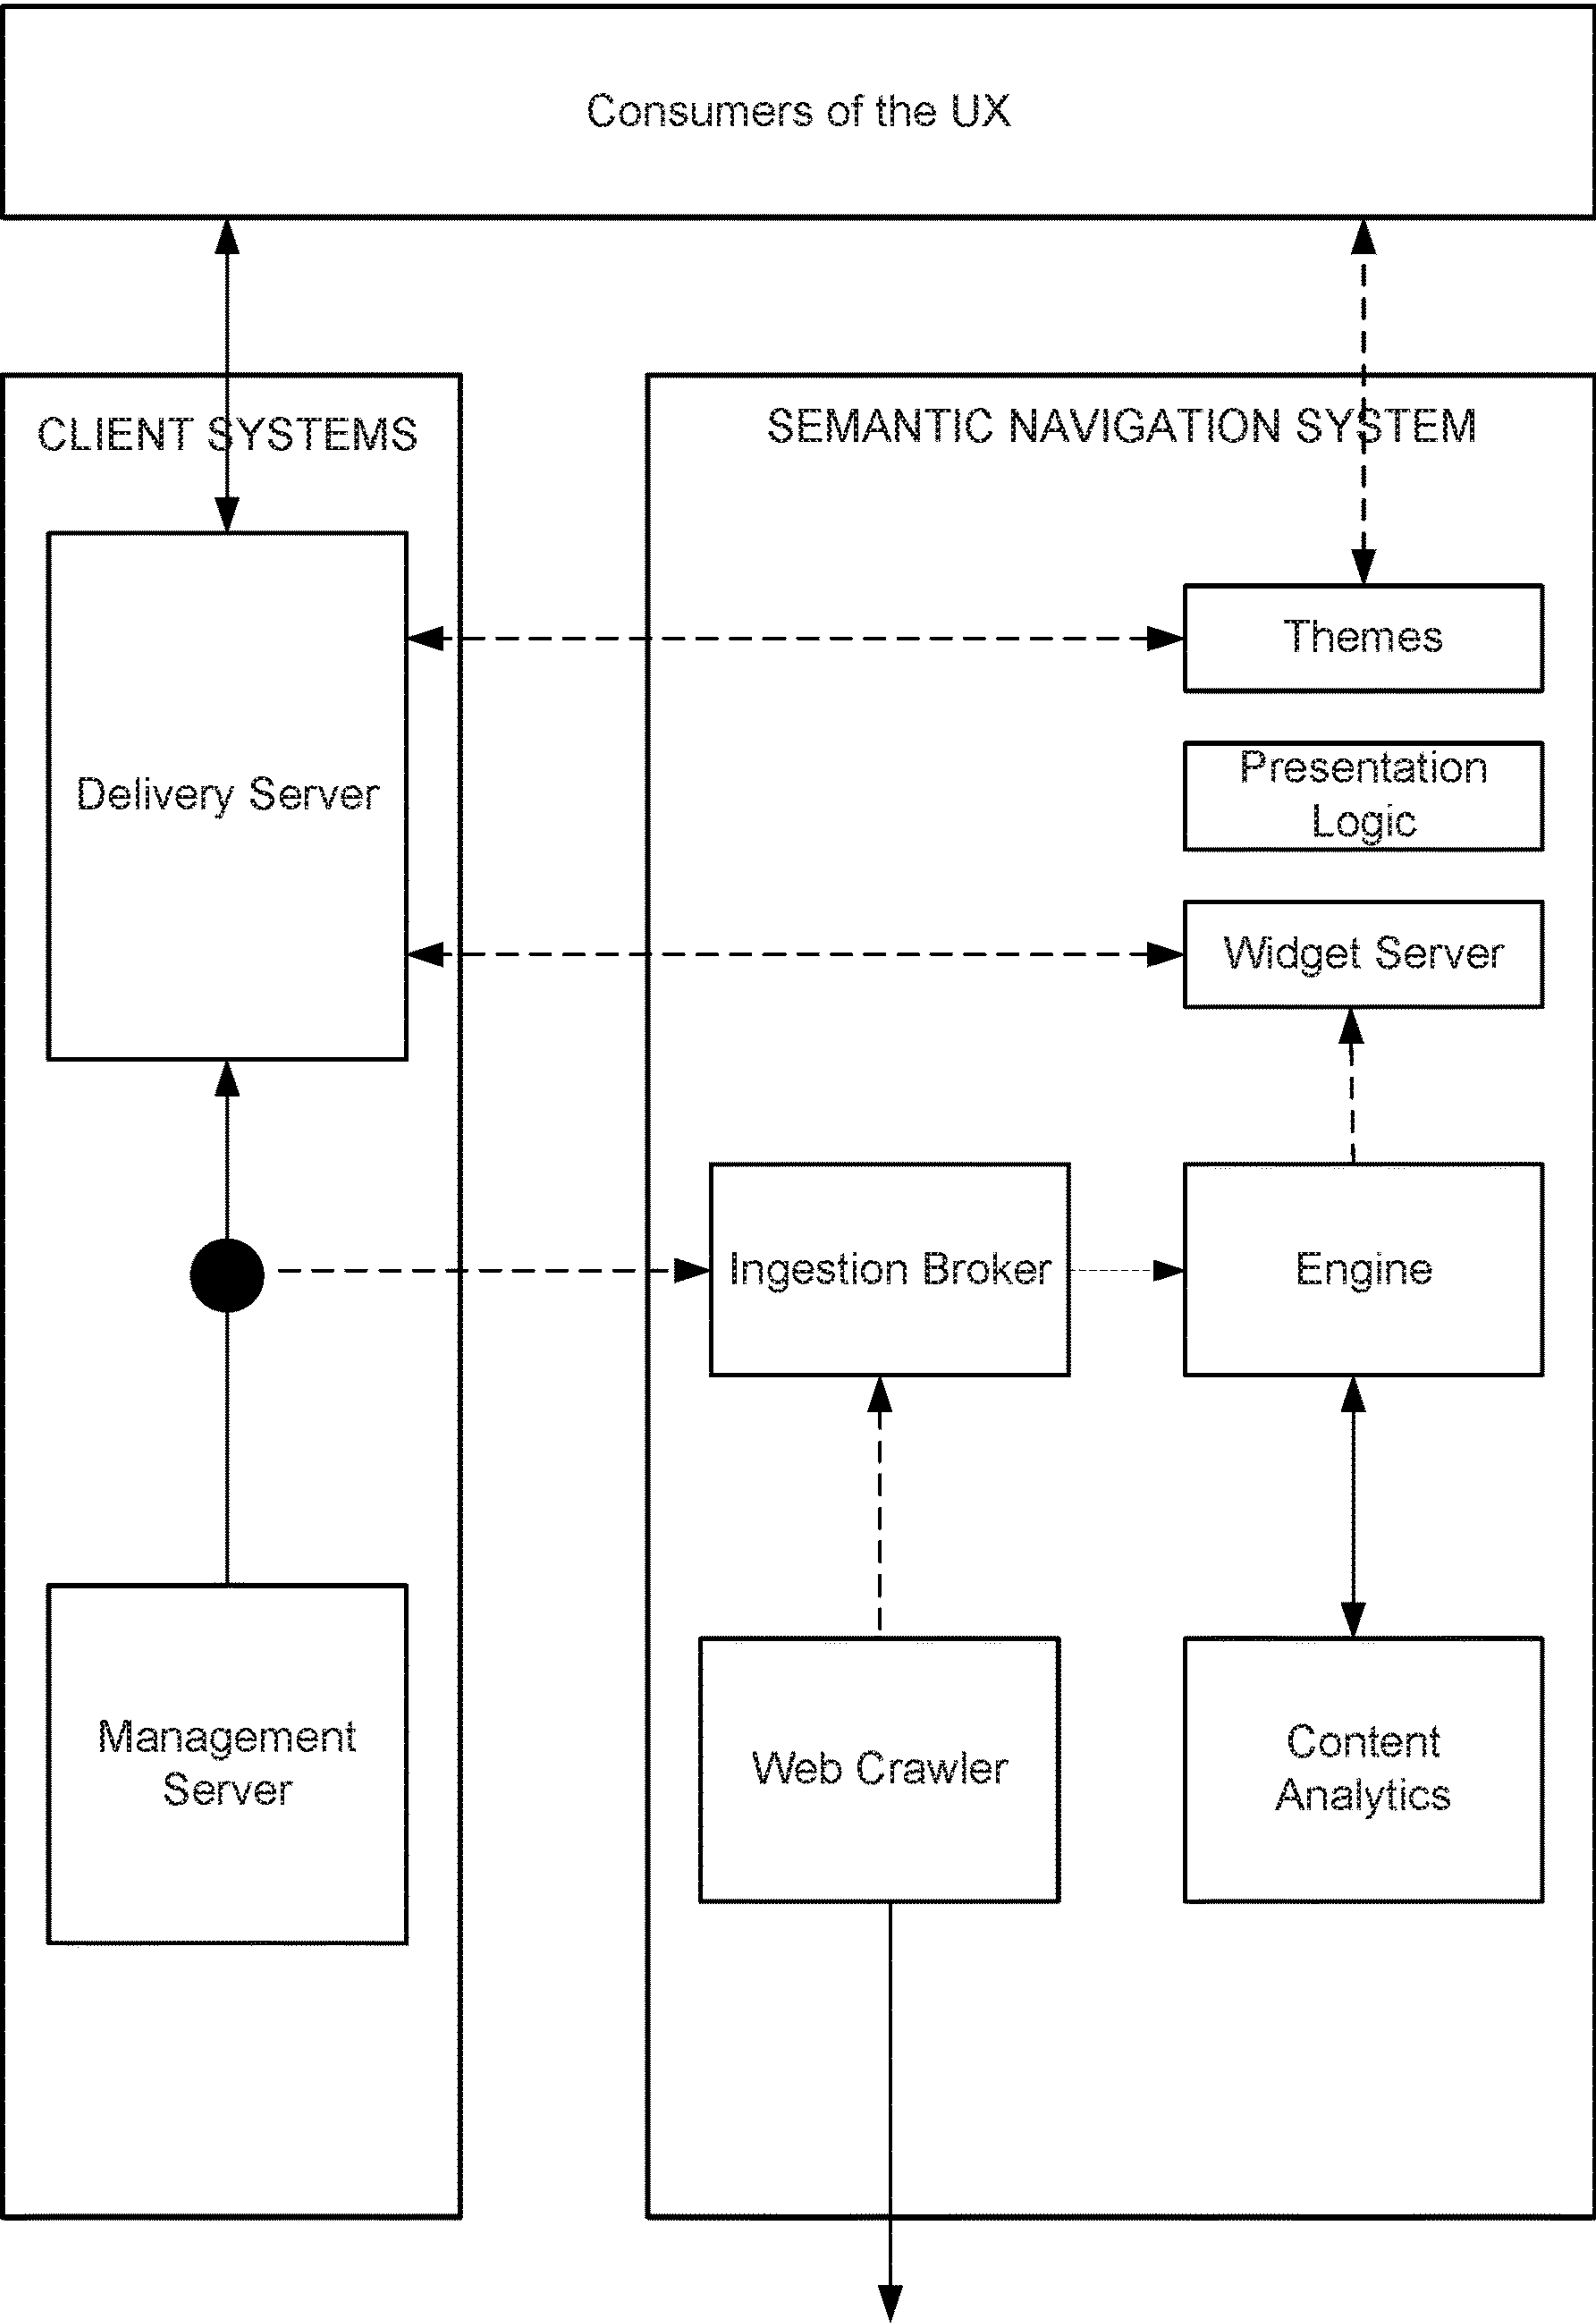 Consumers of the UX
CLIENT SYSTEMS
SEMANTIC NAVIGATION SYSTEM
Themes
Delivery Server
Presentation
Logic
Widget Server
Ingestion Broker
Engine
Management
Server
Web Crawler
Content
Analytics